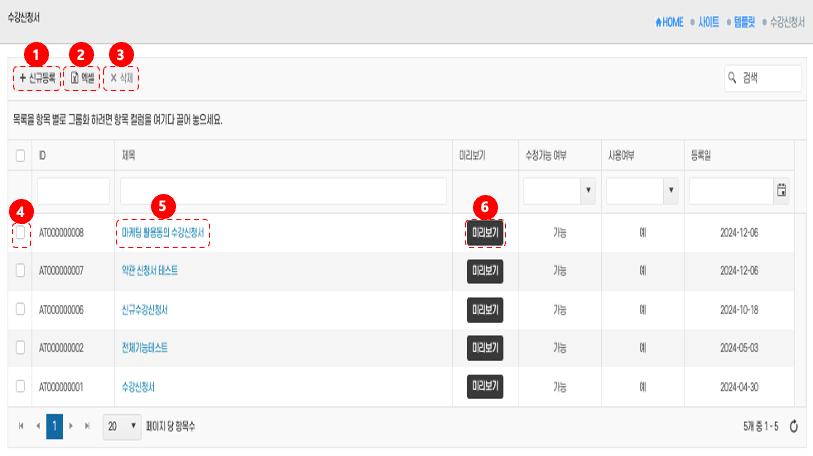 수강신청서
HOME 사이트 템플릿 수강신청서
1 2 3
신규등록 엑셀 삭제 검색
목록을 항목 별로 그룹화 하려면 항목 컬럼을 여기다 끌어 놓으세요.
ID 제목 미리보기 수정가능 여부 사용여부 등록일
4 5 6
AT000000008 마케팅 활용동의 수강신청서 미리보기 가능 예 2024-12-06
AT000000007 약관 신청서 테스트 미리보기 가능 예 2024-12-06
AT000000006 신규수강신청서 미리보기 가능 예 2024-10-18
AT000000002 전체기능테스트 미리보기 가능 예 2024-05-03
AT000000001 수강신청서 미리보기 가능 예 2024-04-30
1 20 페이지 당 항목수 5개 중 1 - 5